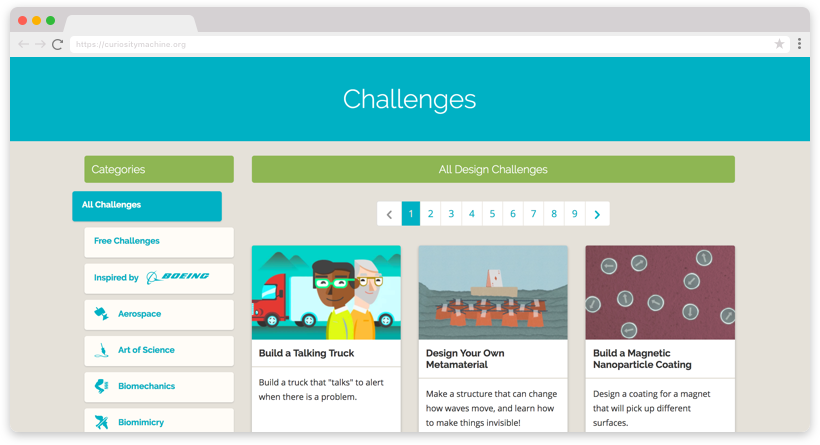 https://curiositymachine.org
Challenges
Categories
All Design Challenges
All Challenges
1 2 3 4 5 6 7 8 9
Free Challenges
Inspired by BOEING
Aerospace
Art of Science
Biomechanics
Biomimicry
Build a Talking Truck
Build a truck that "talks" to alert
when there is a problem.
Design Your Own
Metamaterial
Make a structure that can change
how waves move, and learn how
to make things invisible!
Build a Magnetic
Nanoparticle Coating
Design a coating for a magnet
that will pick up different
surfaces.